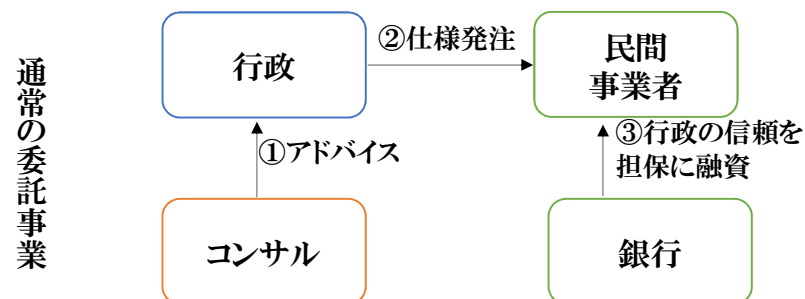 通常の委託事業
行政
②仕様発注
民間
事業者
①アドバイス
③行政の信頼を
担保に融資
コンサル
銀行